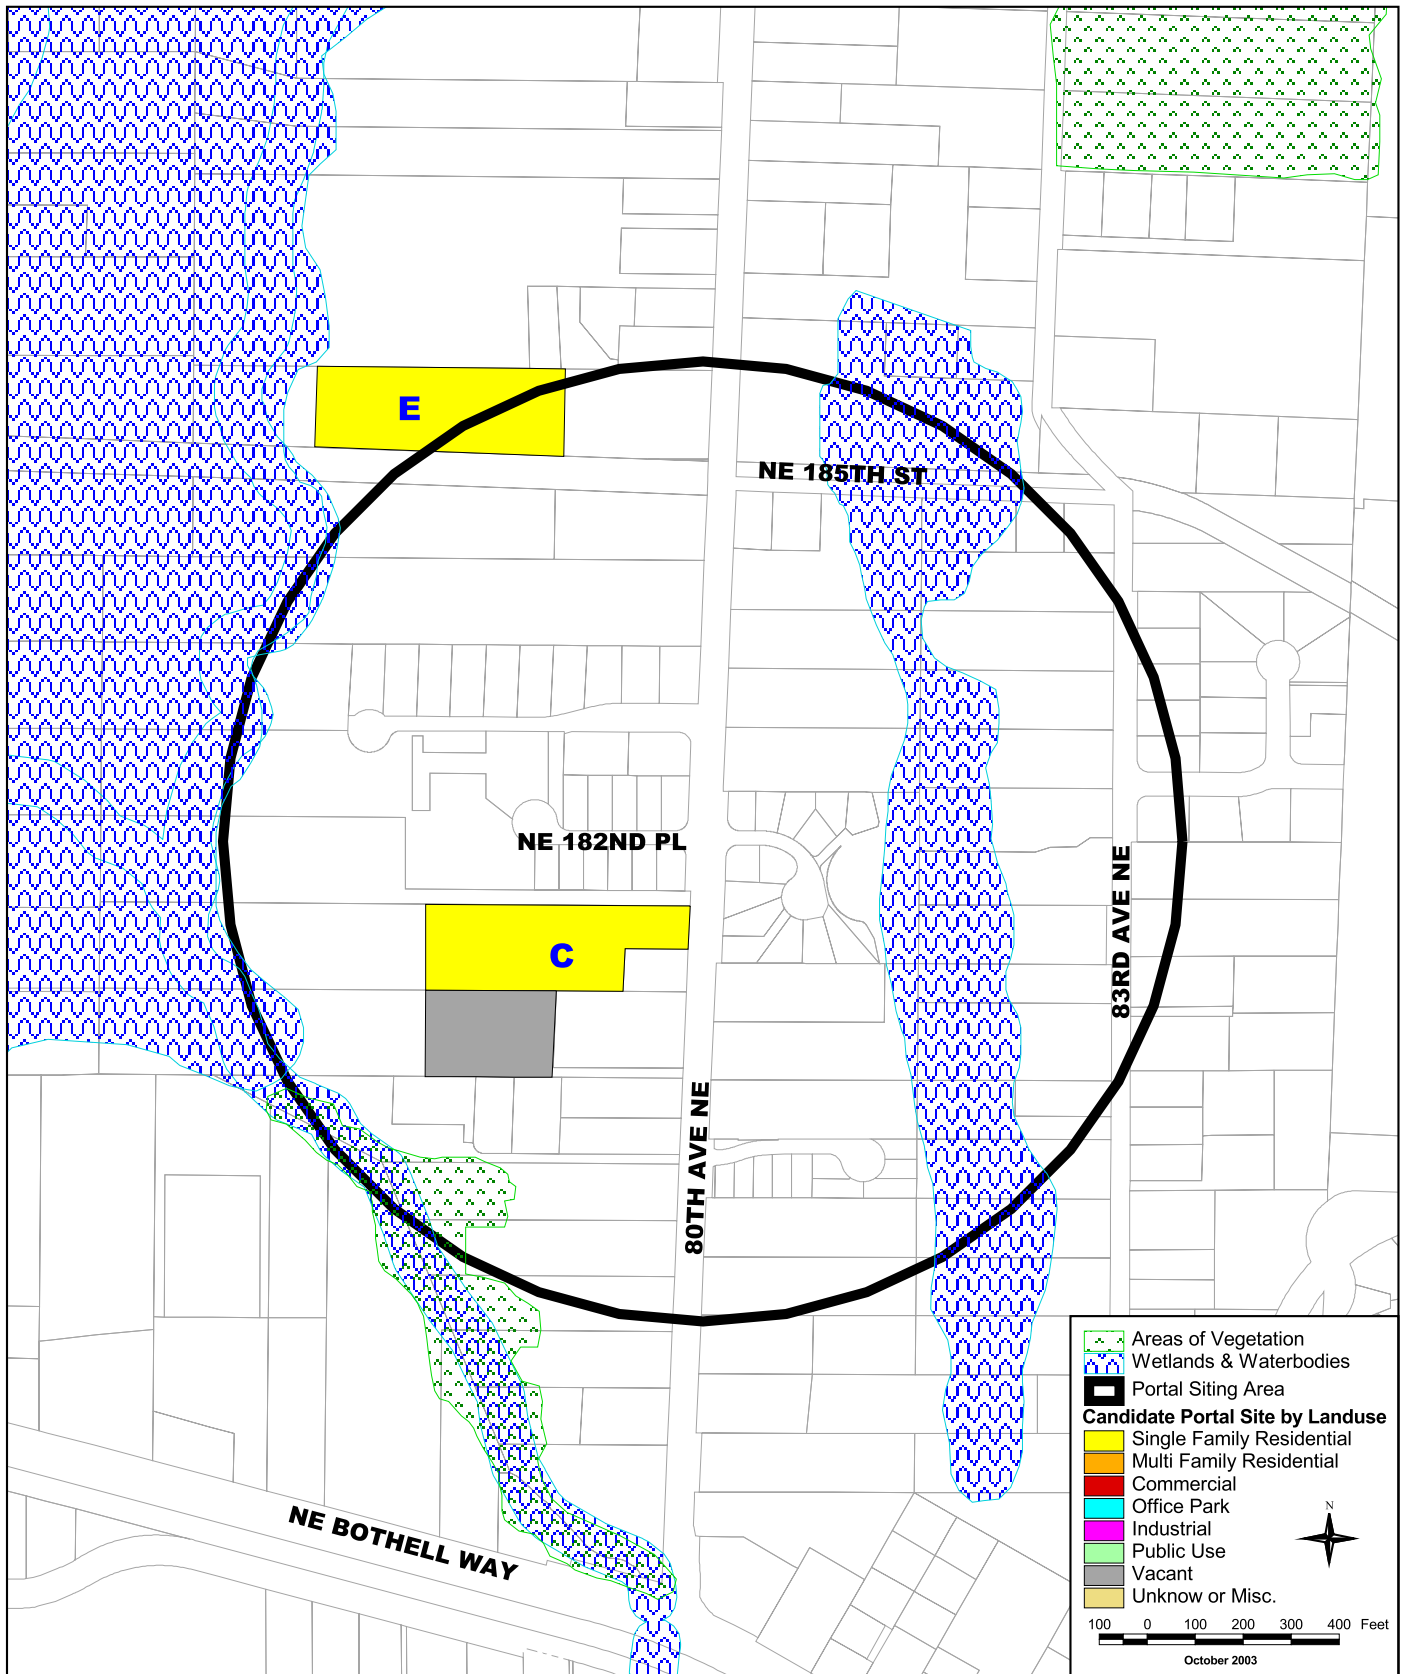 E
NE 185TH ST
NE 182ND PL
C
83RD AVE NE
80TH AVE NE
NE BOTHELL WAY
Areas of Vegetation
Wetlands & Waterbodies
Portal Siting Area
Candidate Portal Site by Landuse
Single Family Residential
Multi Family Residential
Commercial
Office Park
Industrial
Public Use
Vacant
Unknow or Misc.
N
100 0 100 200 300 400 Feet
October 2003